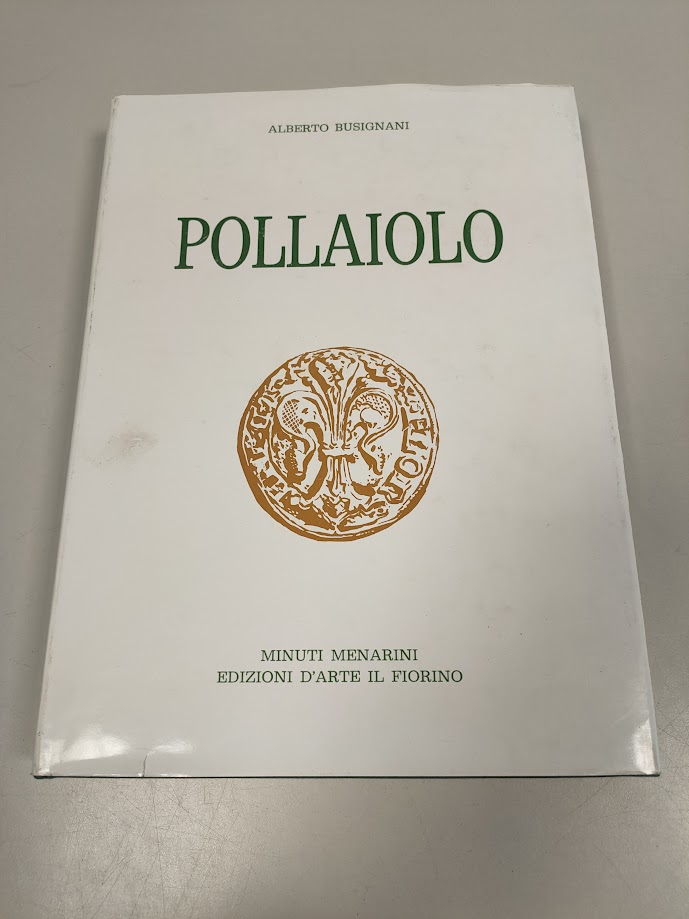 ALBERTO BUSIGNANI
POLLAIOLO
MINUTI MENARINI
EDIZIONI D'ARTE IL FIORINO